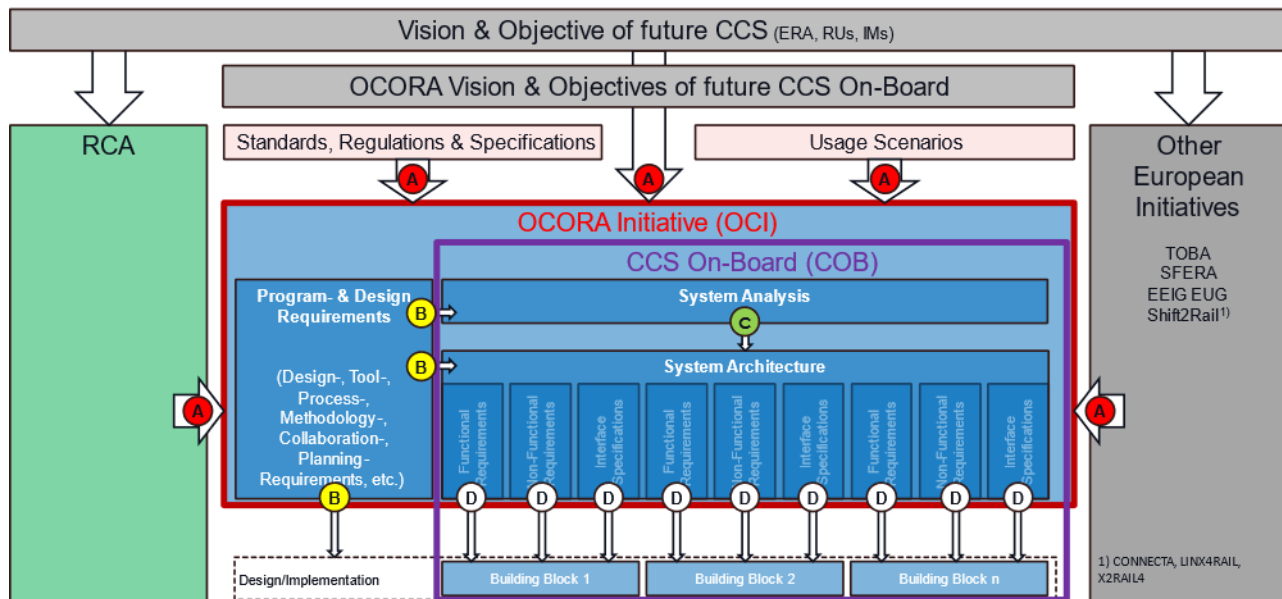 Vision & Objective of future CCS (ERA, RUs, IMs)
OCORA Vision & Objectives of future CCS On-Board
RCA
Standards, Regulations & Specifications
Usage Scenarios
Other
European
Initiatives
TOBA
SFERA
EEIG EUG
Shift2Rail1)
A
A
A
OCORA Initiative (OCI)
CCS On-Board (COB)
Program- & Design
Requirements
B
System Analysis
C
B
System Architecture
(Design-, Tool-,
Process-,
Methodology-,
Collaboration-,
Planning-
Requirements, etc.)
A
A
Functional
Requirements
Non-Functional
Requirements
Interface
Specifications
Functional
Requirements
Non-Functional
Requirements
Interface
Specifications
Functional
Requirements
Non-Functional
Requirements
Interface
Specifications
B
D
D
D
D
D
D
D
D
D
Design/Implementation
Building Block 1
Building Block 2
Building Block n
1) CONNECTA, LINX4RAIL,
X2RAIL4